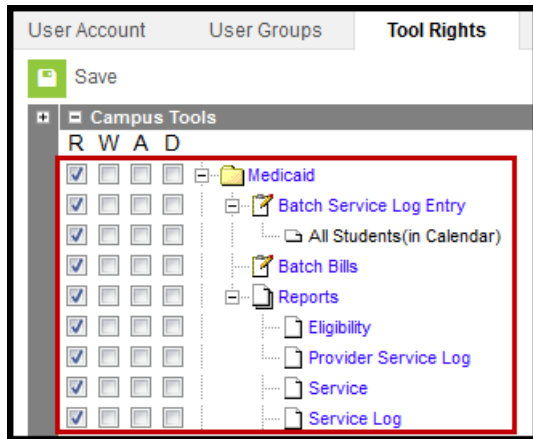 User Account User Groups Tool Rights
Save
Campus Tools
R W A D
Medicaid
Batch Service Log Entry
All Students(in Calendar)
Batch Bills
Reports
Eligibility
Provider Service Log
Service
Service Log